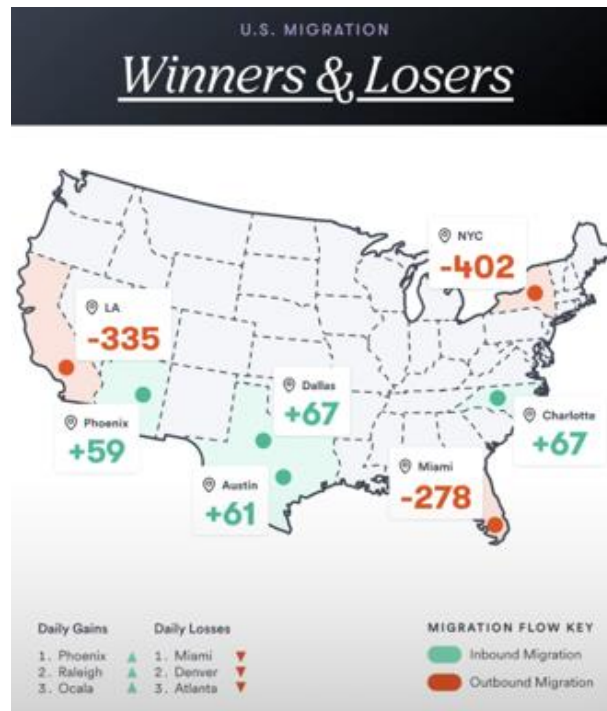 U.S. MIGRATION
Winners & Losers
NYC
-402
LA
-335
Dallas
+67
Phoenix
+59
Charlotte
+67
Miami
-278
Austin
+61
Daily Gains
1. Phoenix
2. Raleigh
3. Ocala
Daily Losses
1. Miami
2. Denver
3. Atlanta
MIGRATION FLOW KEY
Inbound Migration
Outbound Migration